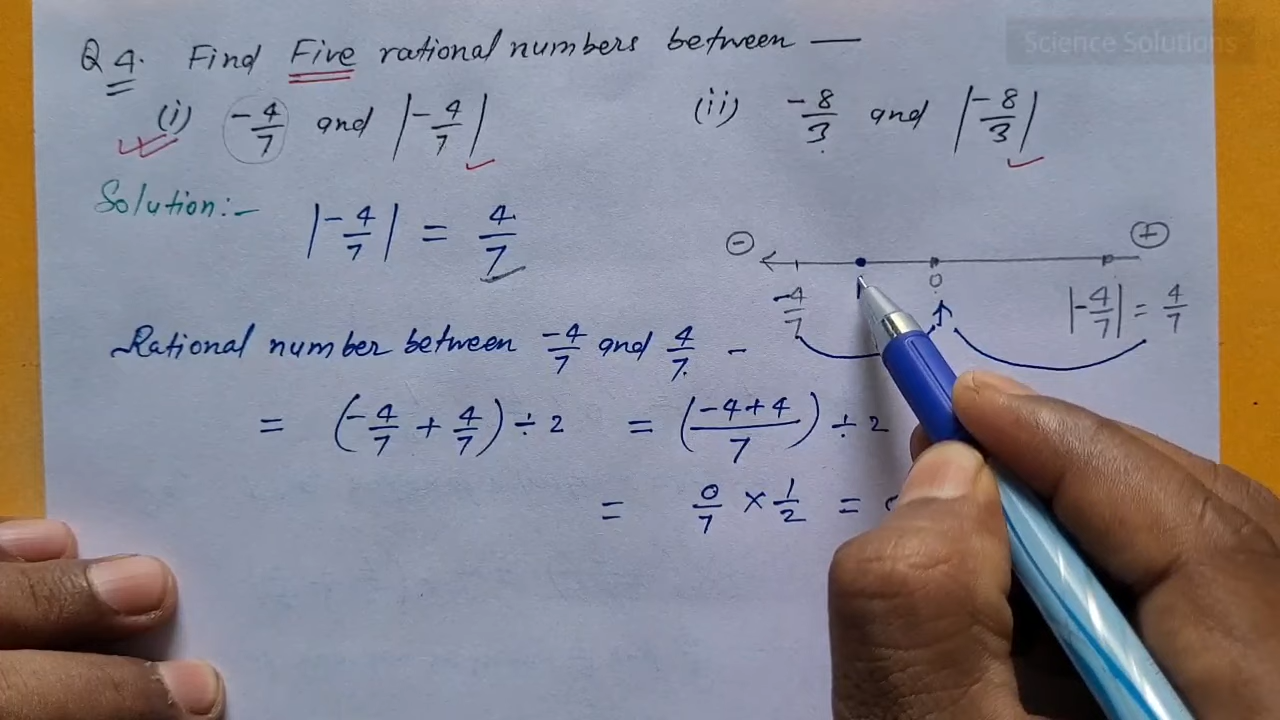 Science Solutions
Q 4. Find Five rational numbers between —
(i) -4/7 and |-4/7| (ii) -8/3 and |-8/3|
Solution:-
|-4/7| = 4/7
- +
-4/7 0 |-4/7| = 4/7
Rational number between -4/7 and 4/7 -
= (-4/7 + 4/7) ÷ 2 = (-4+4/7) ÷ 2
= 0/7 × 1/2 =